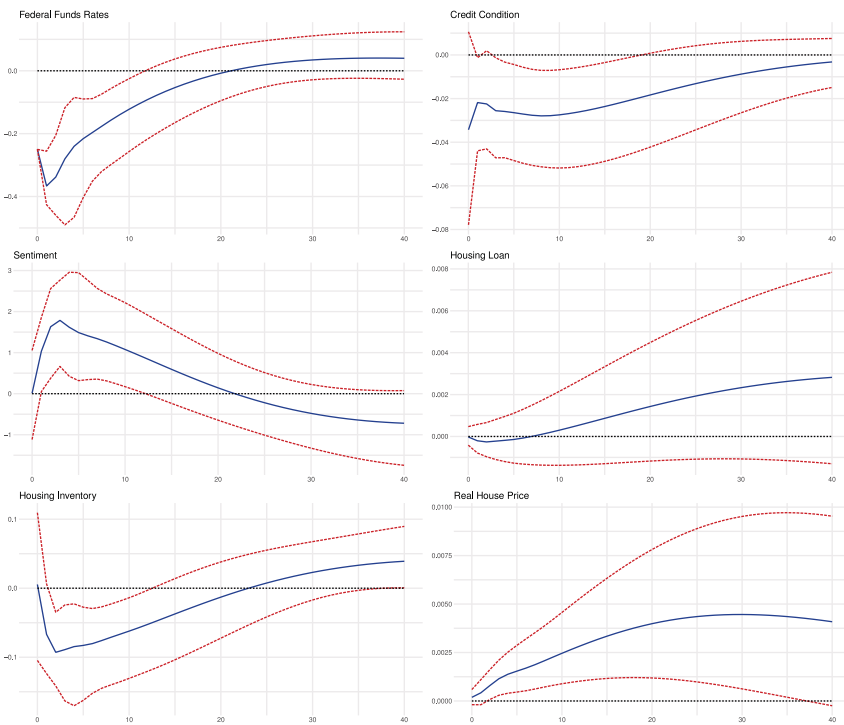 Federal Funds Rates
0.0
−0.2
−0.4
0 10 20 30 40
Credit Condition
0.00
−0.02
−0.04
−0.06
−0.08
0 10 20 30 40
Sentiment
3
2
1
0
−1
0 10 20 30 40
Housing Loan
0.008
0.006
0.004
0.002
0.000
0 10 20 30 40
Housing Inventory
0.1
0.0
−0.1
0 10 20 30 40
Real House Price
0.0100
0.0075
0.0050
0.0025
0.0000
0 10 20 30 40